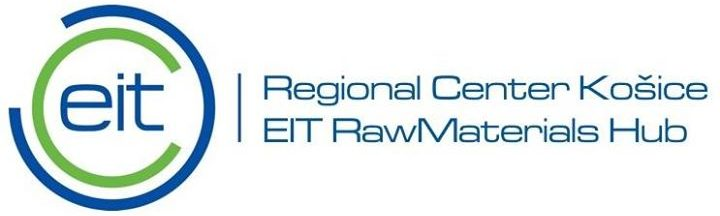 eit
Regional Center Košice
EIT RawMaterials Hub